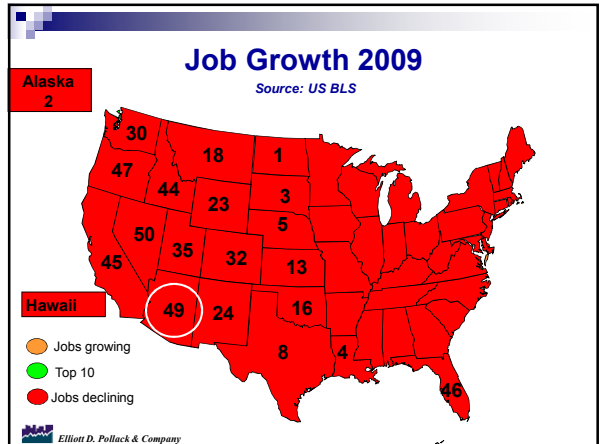 Job Growth 2009
Source: US BLS
Alaska
2
30
18
1
47
44
23
3
5
50
35
32
13
45
Hawaii
49
24
16
8
4
46
Jobs growing
Top 10
Jobs declining
Elliott D. Pollack & Company